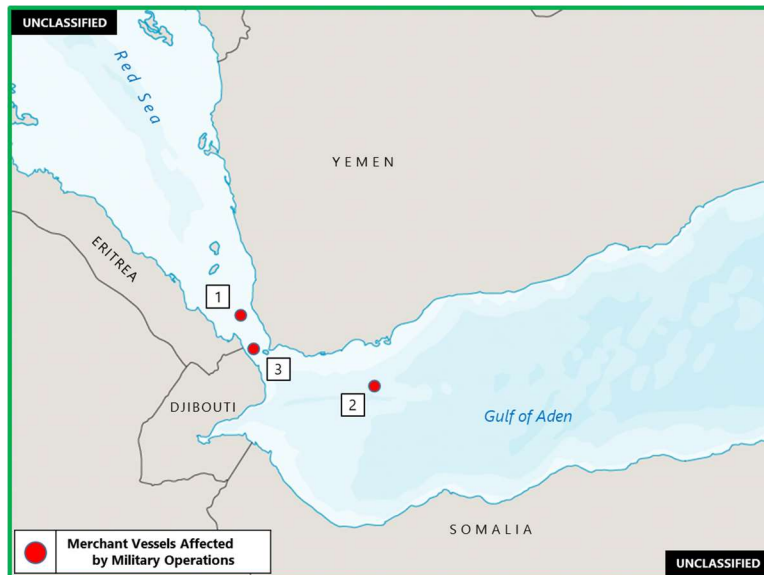 UNCLASSIFIED
Red Sea
YEMEN
ERITREA
1
3
DJIBOUTI
2
Gulf of Aden
SOMALIA
Merchant Vessels Affected
by Military Operations
UNCLASSIFIED